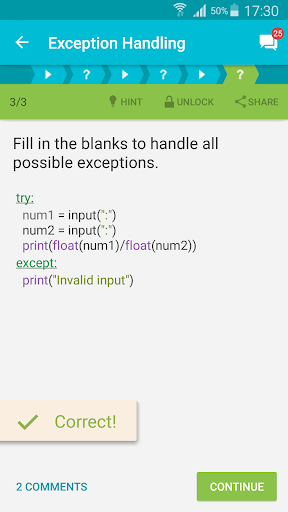 50% 17:30
Exception Handling
25
? ? ?
3/3 HINT UNLOCK SHARE
Fill in the blanks to handle all
possible exceptions.
try:
num1 = input(":")
num2 = input(":")
print(float(num1)/float(num2))
except:
print("Invalid input")
Correct!
2 COMMENTS CONTINUE